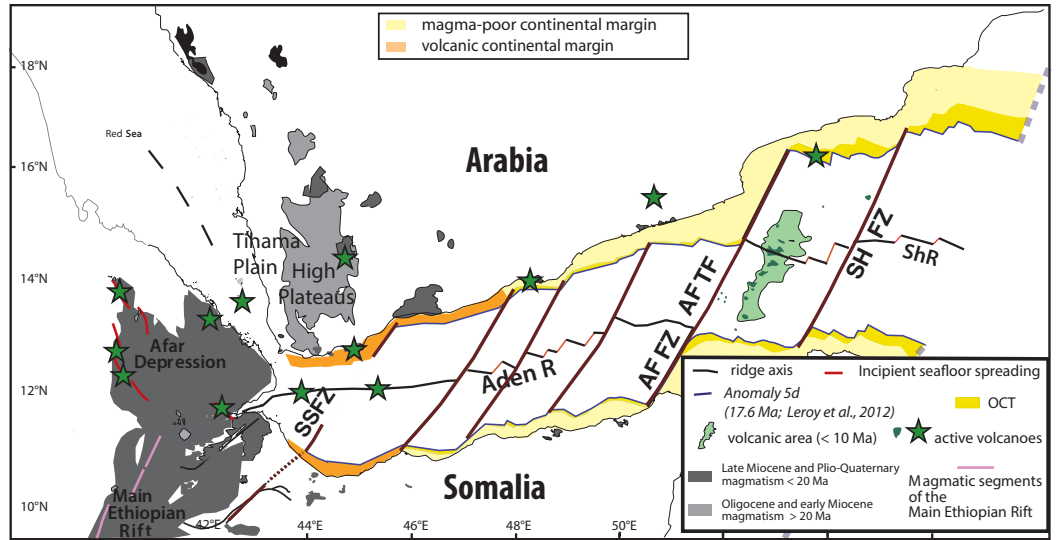 magma-poor continental margin
volcanic continental margin
18°N
16°N
14°N
12°N
10°N
42°E
44°E
46°E
48°E
50°E
Red Sea
Arabia
Tihama
Plain
High
Plateaus
Afar
Depression
Main
Ethiopian
Rift
Somalia
SSFZ
Aden R
AF FZ
AFTF
SH FZ
ShR
ridge axis
Incipient seafloor spreading
Anomaly 5d
(17.6 Ma; Leroy et al., 2012)
OCT
volcanic area (< 10 Ma)
active volcanoes
Late Miocene and Plio-Quaternary
magmatism < 20 Ma
Oligocene and early Miocene
magmatism > 20 Ma
Magmatic segments
of the
Main Ethiopian Rift